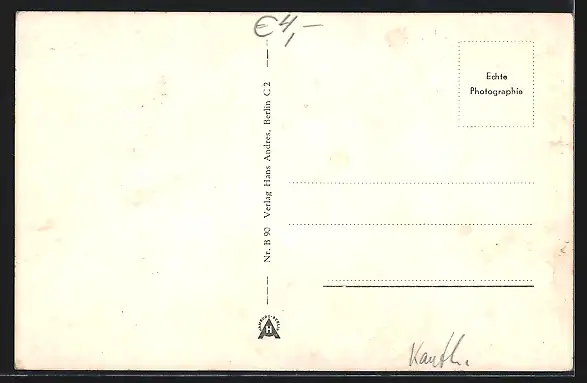 €4,–
Nr. B 90 Verlag Hans Andres, Berlin C 2
Echte
Photographie